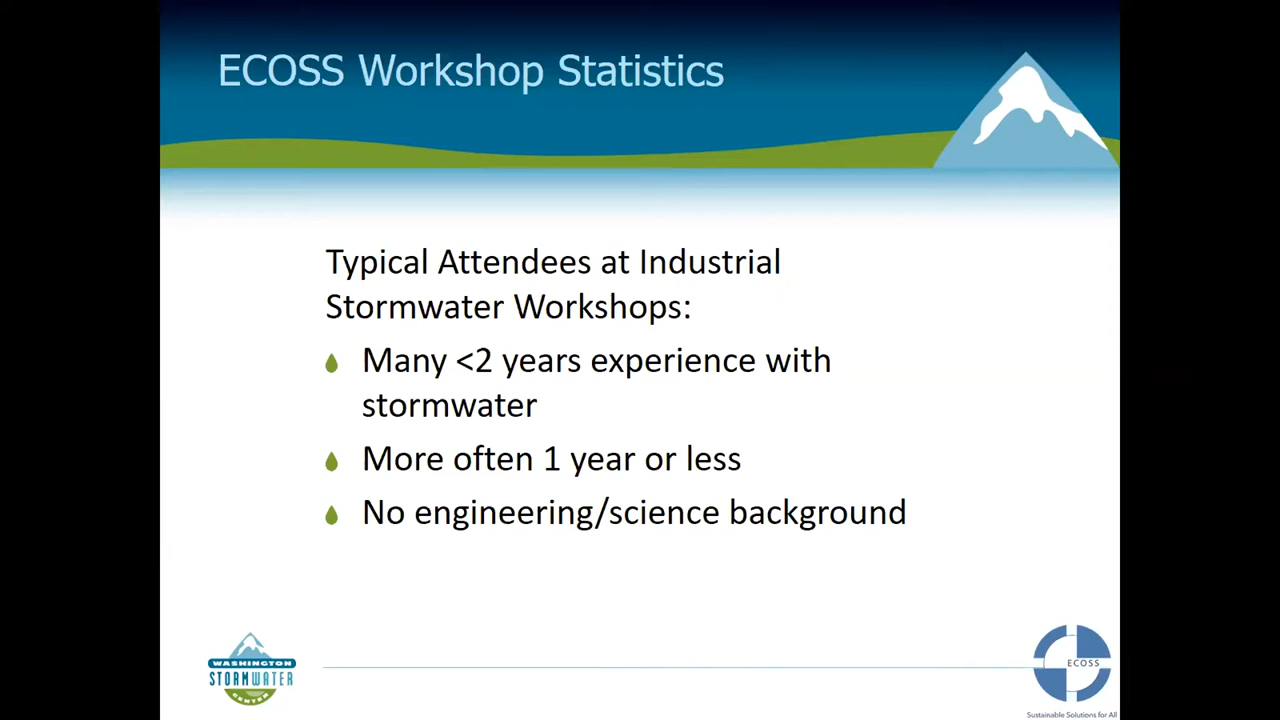 ECOSS Workshop Statistics
Typical Attendees at Industrial
Stormwater Workshops:
Many <2 years experience with
stormwater
More often 1 year or less
No engineering/science background
WASHINGTON
STORMWATER
CENTER
ECOSS
Sustainable Solutions for All